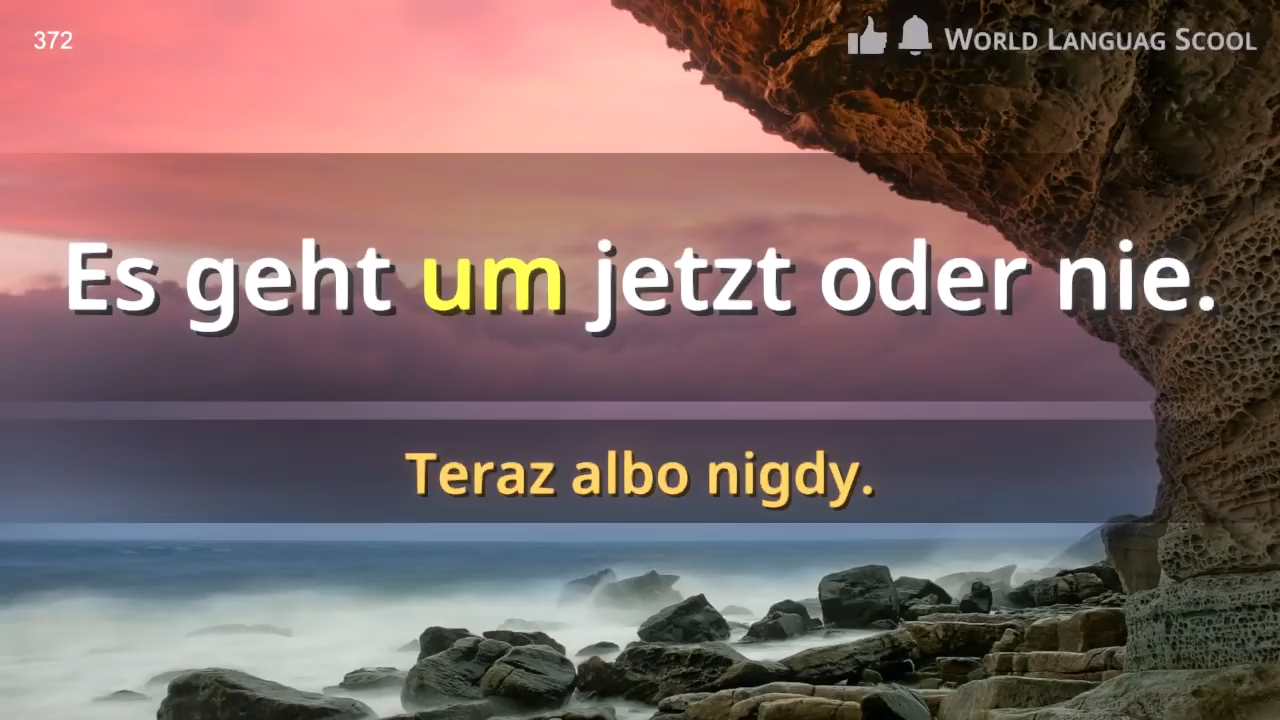 372
World Languag Scool
Es geht um jetzt oder nie.
Teraz albo nigdy.